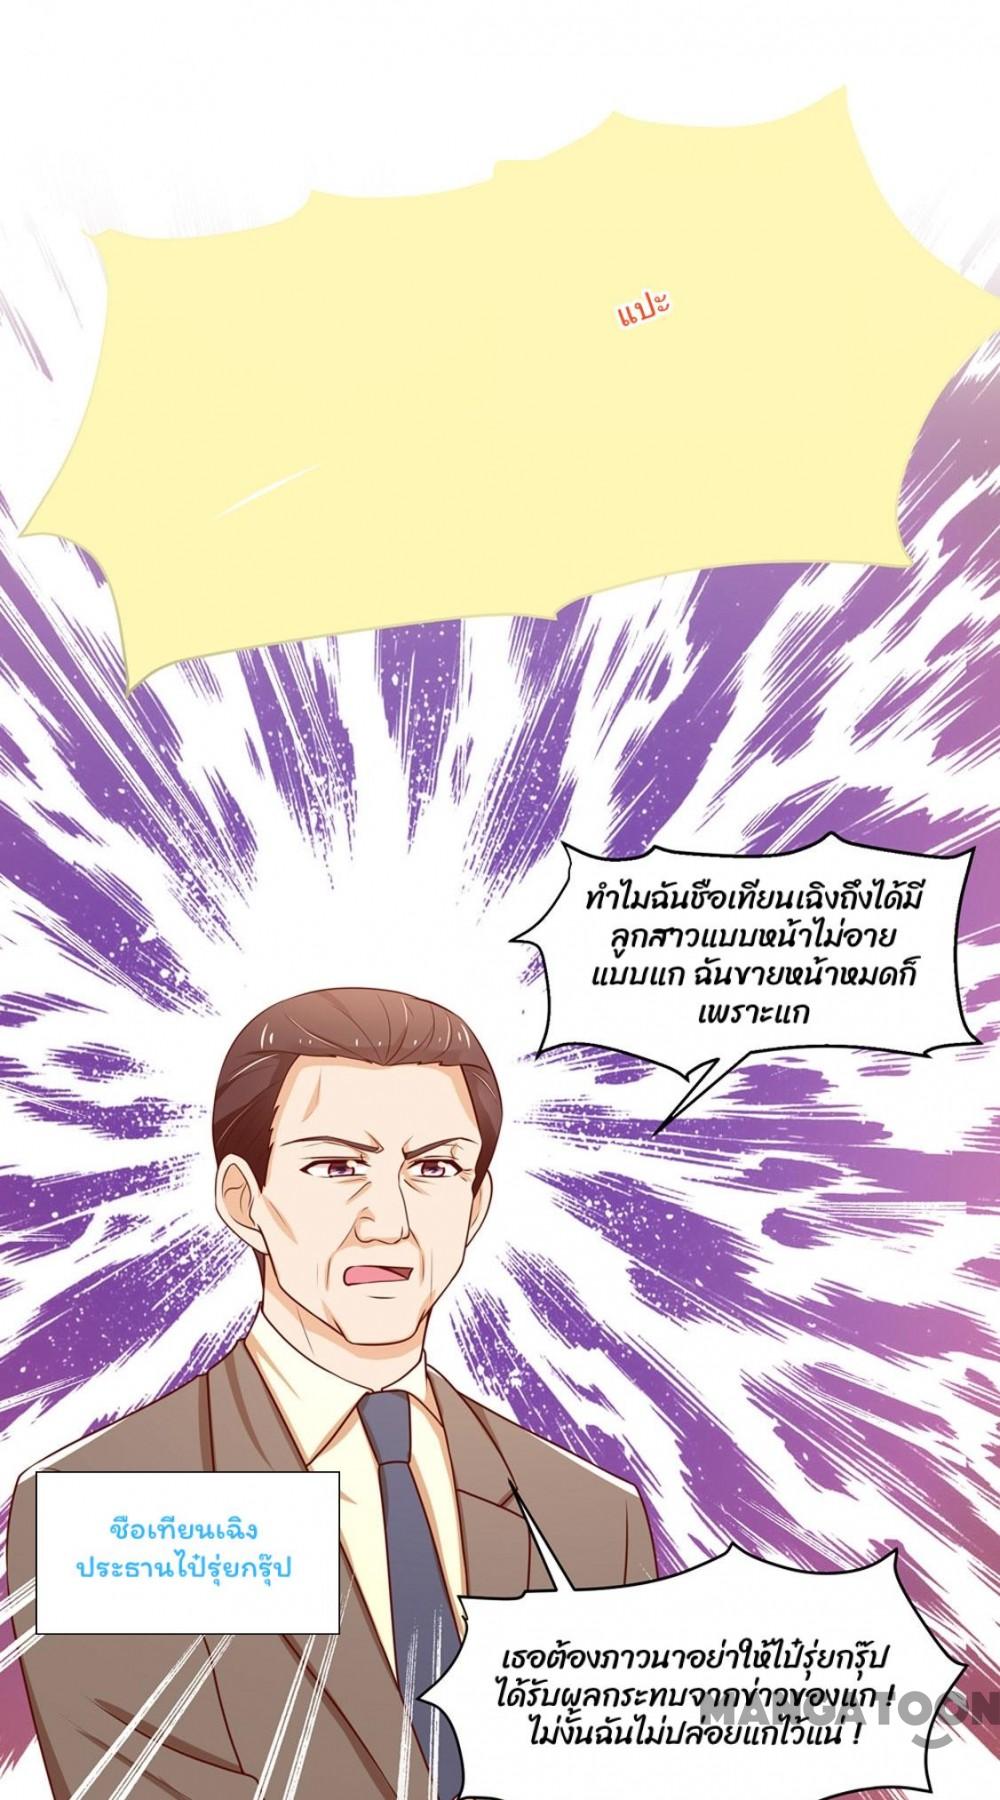 แปะ
ทำไมฉันชือเทียนเฉิงถึงได้มี
ลูกสาวแบบหน้าไม่อาย
แบบแก ฉันขายหน้าหมดก็
เพราะแก
ชือเทียนเฉิง
ประธานไป๋รุ่ยกรุ๊ป
เธอต้องภาวนาอย่าให้ไป๋รุ่ยกรุ๊ป
ได้รับผลกระทบจากข่าวของแก !
ไม่งั้นฉันไม่ปล่อยแกไว้แน่ !
MANGATOON